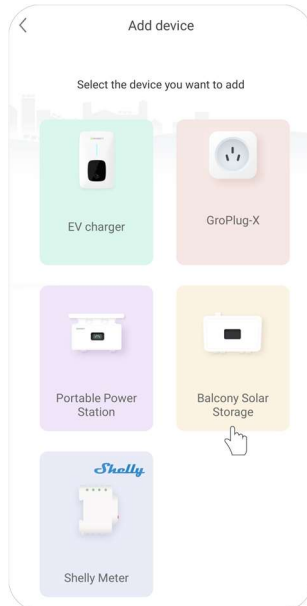 Add device
Select the device you want to add
EV charger
GroPlug-X
Portable Power
Station
Balcony Solar
Storage
Shelly
Shelly Meter